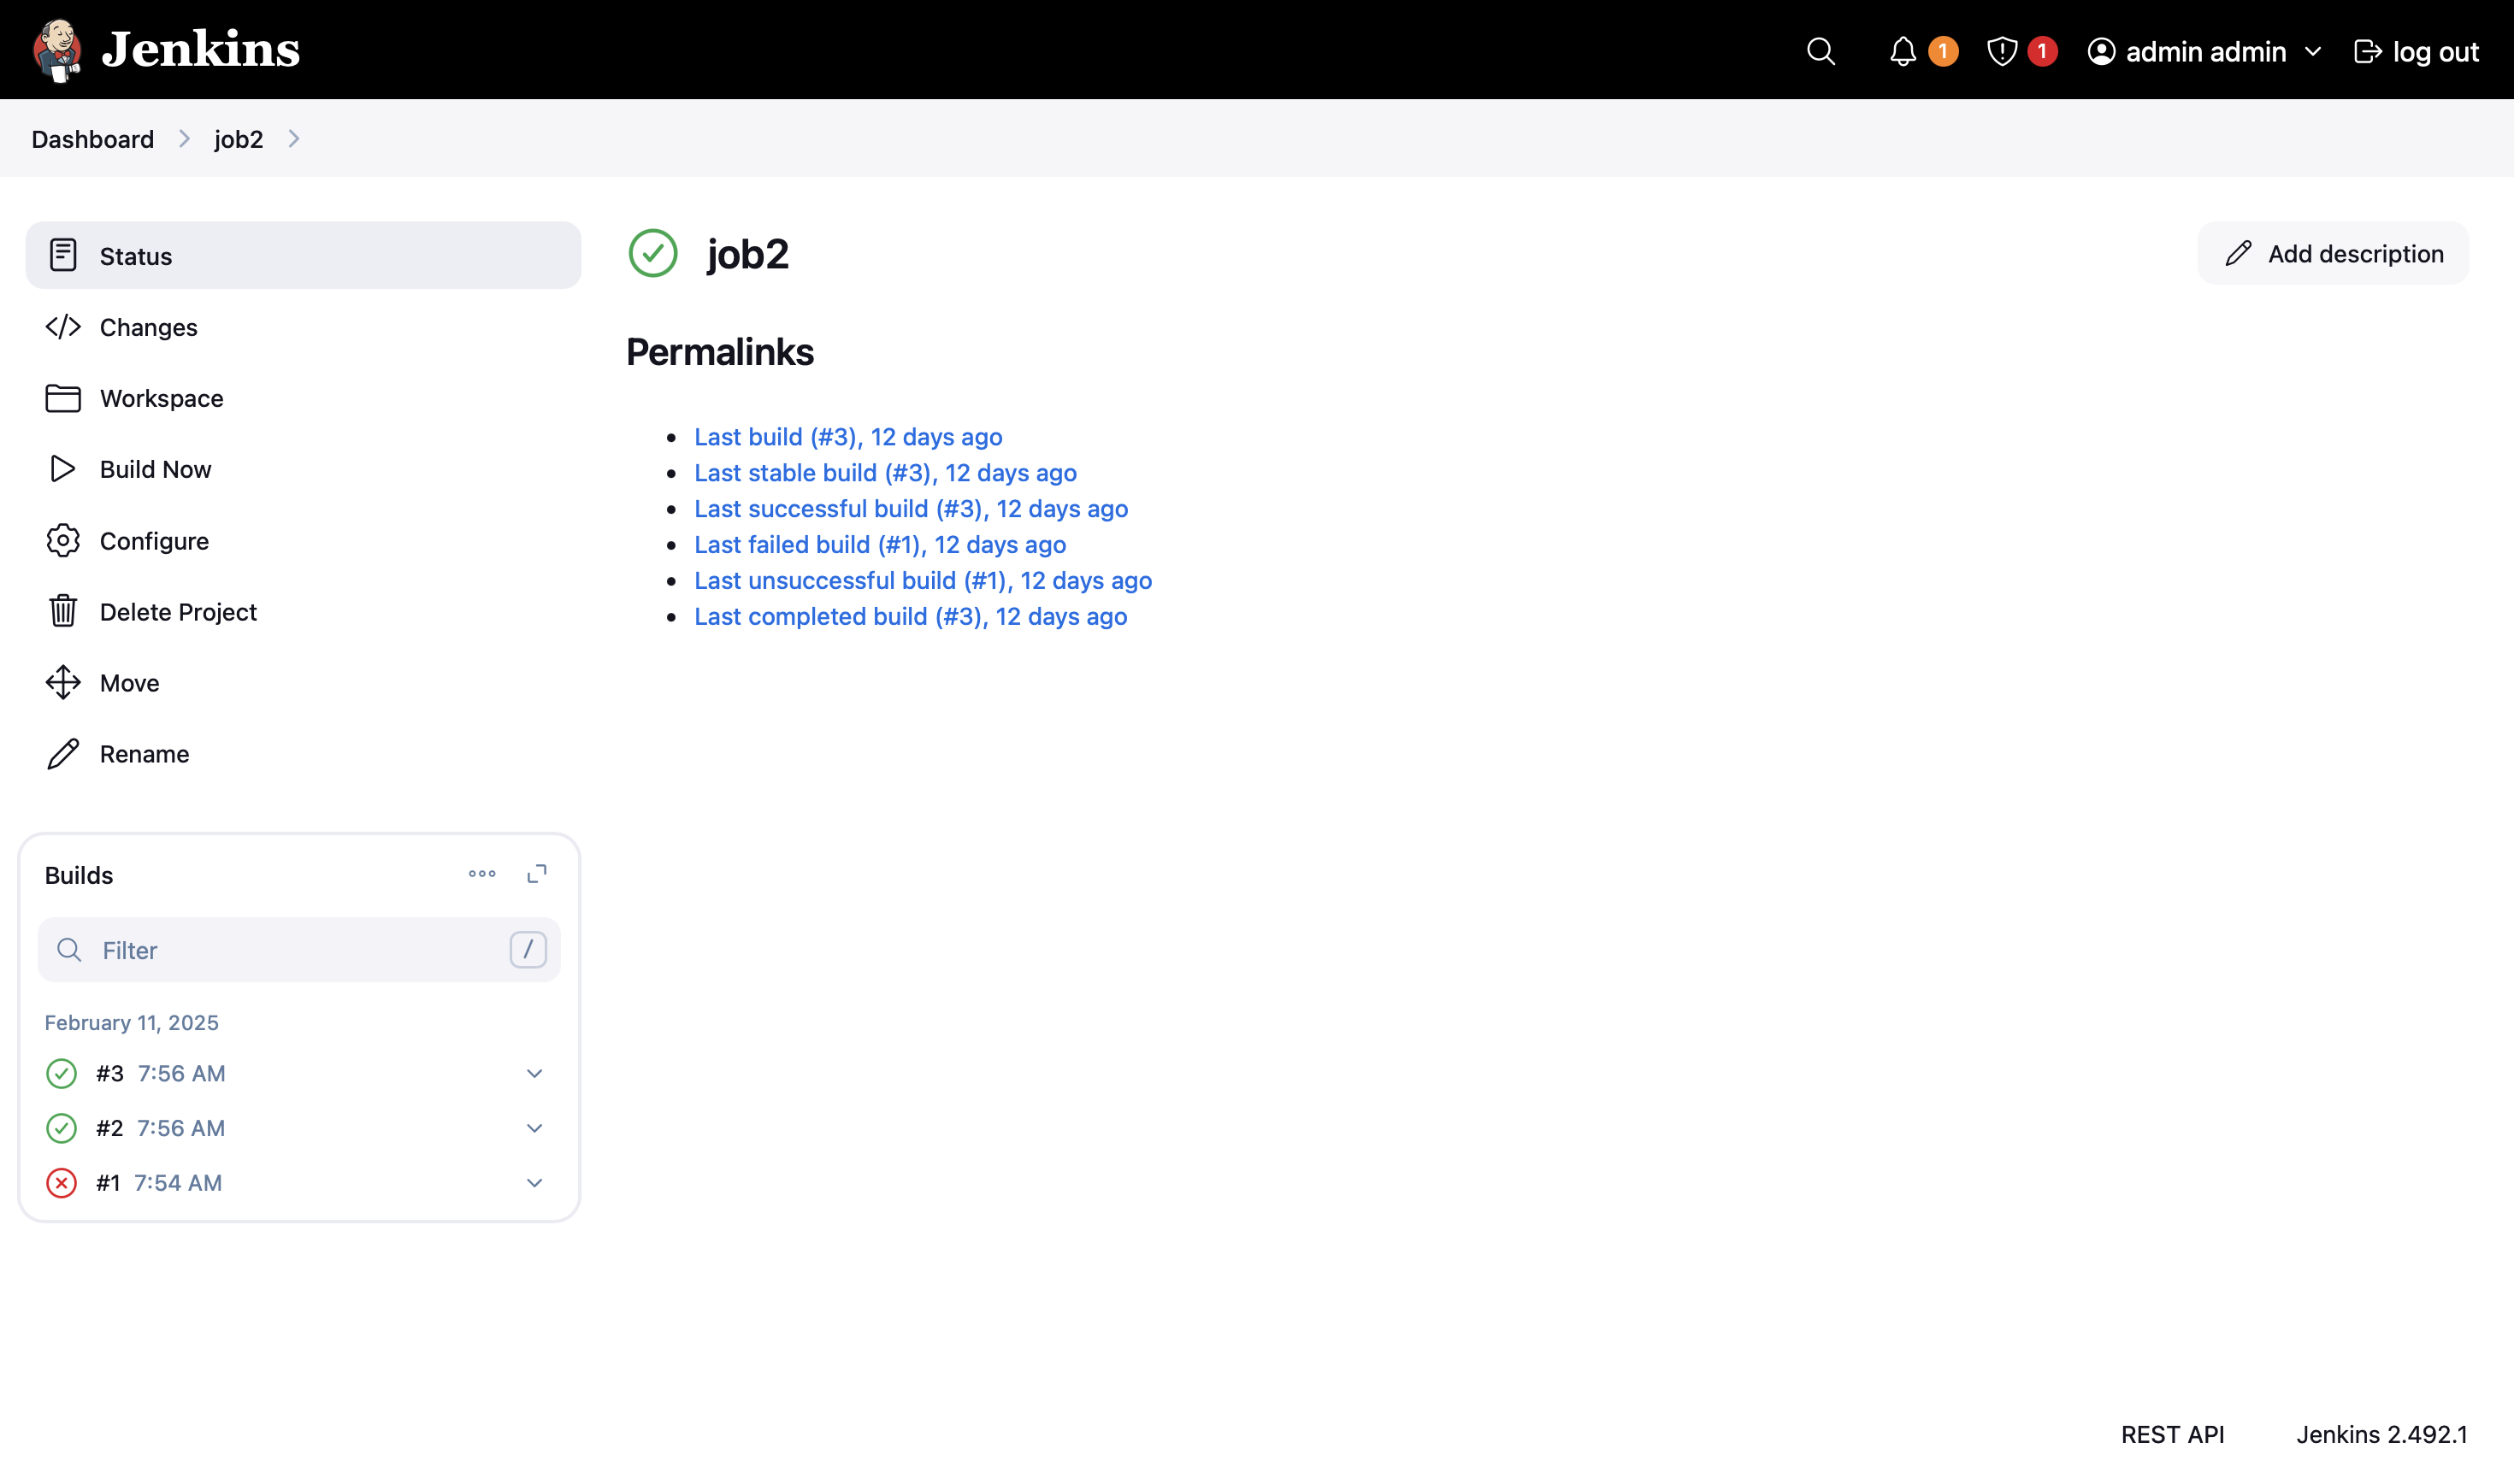 Jenkins
1
1
admin admin
log out
Dashboard
job2
Status
Changes
Workspace
Build Now
Configure
Delete Project
Move
Rename
Builds
Filter
/
February 11, 2025
#3 7:56 AM
#2 7:56 AM
#1 7:54 AM
job2
Add description
Permalinks
Last build (#3), 12 days ago
Last stable build (#3), 12 days ago
Last successful build (#3), 12 days ago
Last failed build (#1), 12 days ago
Last unsuccessful build (#1), 12 days ago
Last completed build (#3), 12 days ago
REST API
Jenkins 2.492.1